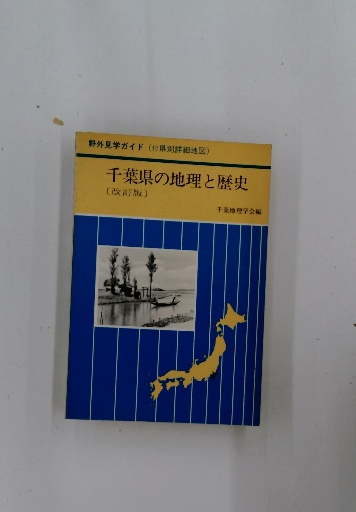 野外見学ガイド(付県別詳細地図)
千葉県の地理と歴史
〔改訂版〕
千葉地理学会編